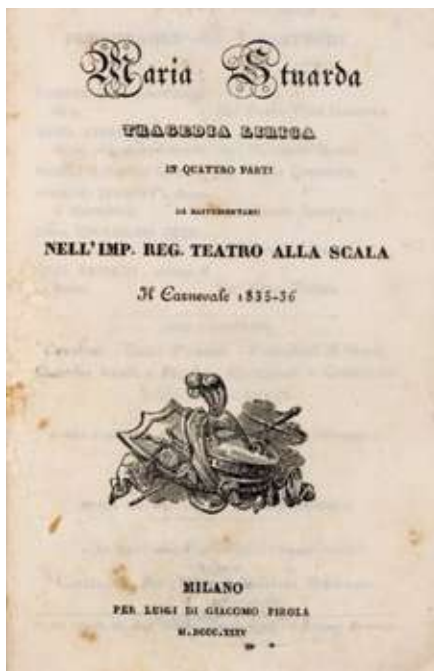 Maria Stuarda
TRAGEDIA LIRICA
IN QUATTRO PARTI
DA RAPPRESENTARSI
NELL'IMP. REG. TEATRO ALLA SCALA
Il Carnevale 1835-36
MILANO
PER LUIGI DI GIACOMO PIROLA
M.DCCC.XXXV